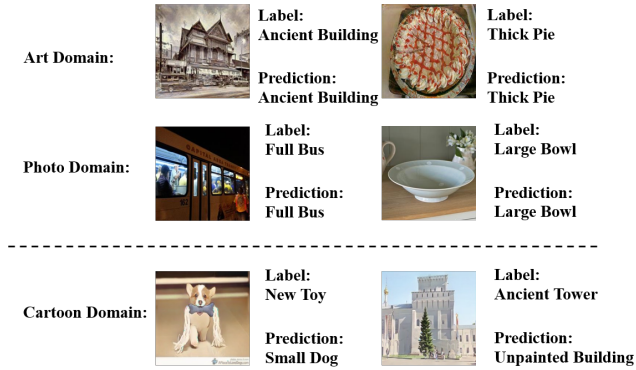 Art Domain:
Label:
Ancient Building
Prediction:
Ancient Building
Label:
Thick Pie
Prediction:
Thick Pie
Photo Domain:
Label:
Full Bus
Prediction:
Full Bus
Label:
Large Bowl
Prediction:
Large Bowl
Cartoon Domain:
Label:
New Toy
Prediction:
Small Dog
Label:
Ancient Tower
Prediction:
Unpainted Building